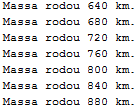 Massa rodou 640 km.
Massa rodou 680 km.
Massa rodou 720 km.
Massa rodou 760 km.
Massa rodou 800 km.
Massa rodou 840 km.
Massa rodou 880 km.